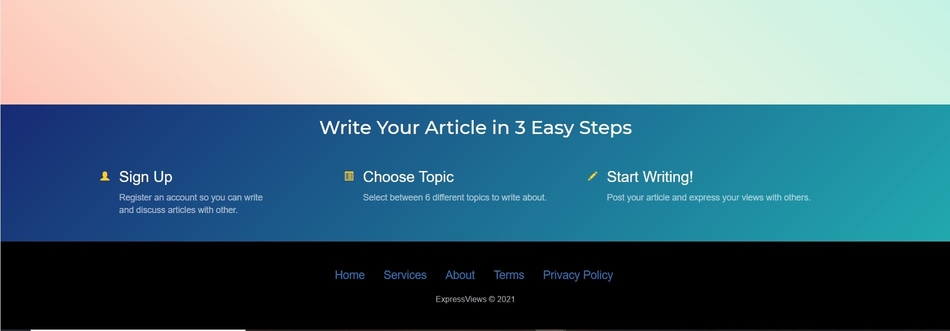 Write Your Article in 3 Easy Steps
Sign Up
Register an account so you can write
and discuss articles with other.
Choose Topic
Select between 6 different topics to write about.
Start Writing!
Post your article and express your views with others.
Home Services About Terms Privacy Policy
ExpressViews © 2021